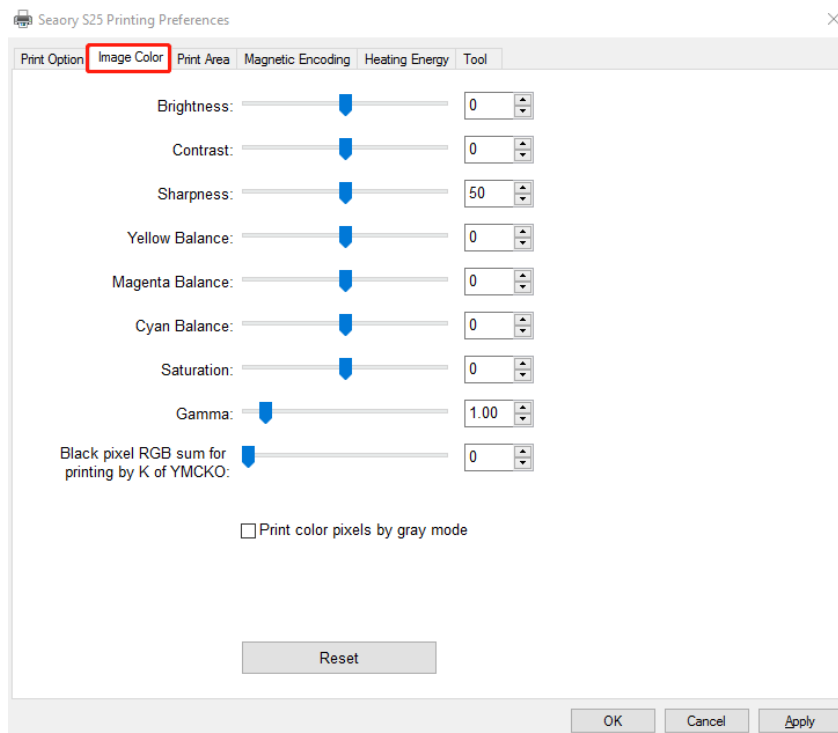 Seaory S25 Printing Preferences
Print Option Image Color Print Area Magnetic Encoding Heating Energy Tool
Brightness: 0
Contrast: 0
Sharpness: 50
Yellow Balance: 0
Magenta Balance: 0
Cyan Balance: 0
Saturation: 0
Gamma: 1.00
Black pixel RGB sum for
printing by K of YMCKO: 0
Print color pixels by gray mode
Reset
OK Cancel Apply